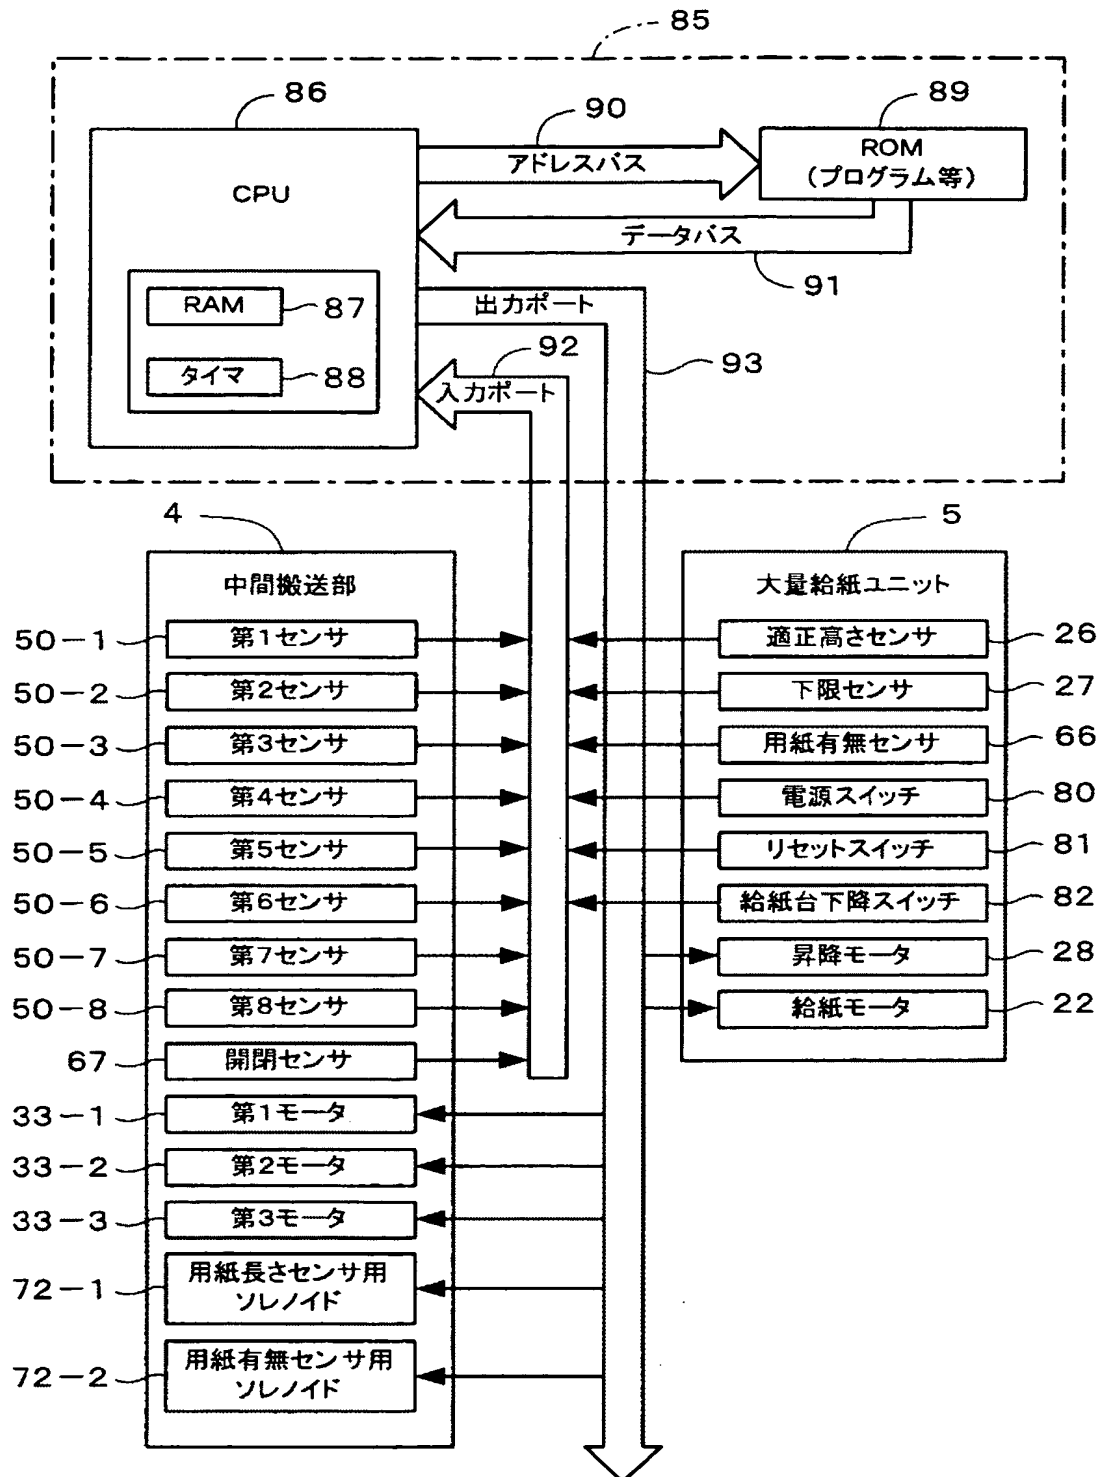 85
86
90
89
CPU
アドレスバス
ROM
(プログラム等)
データバス
91
RAM
87
出力ポート
タイマ
88
92
93
入力ポート
4
中間搬送部
50-1
第1センサ
50-2
第2センサ
50-3
第3センサ
50-4
第4センサ
50-5
第5センサ
50-6
第6センサ
50-7
第7センサ
50-8
第8センサ
67
開閉センサ
33-1
第1モータ
33-2
第2モータ
33-3
第3モータ
72-1
用紙長さセンサ用
ソレノイド
72-2
用紙有無センサ用
ソレノイド
5
大量給紙ユニット
適正高さセンサ
26
下限センサ
27
用紙有無センサ
66
電源スイッチ
80
リセットスイッチ
81
給紙台下降スイッチ
82
昇降モータ
28
給紙モータ
22